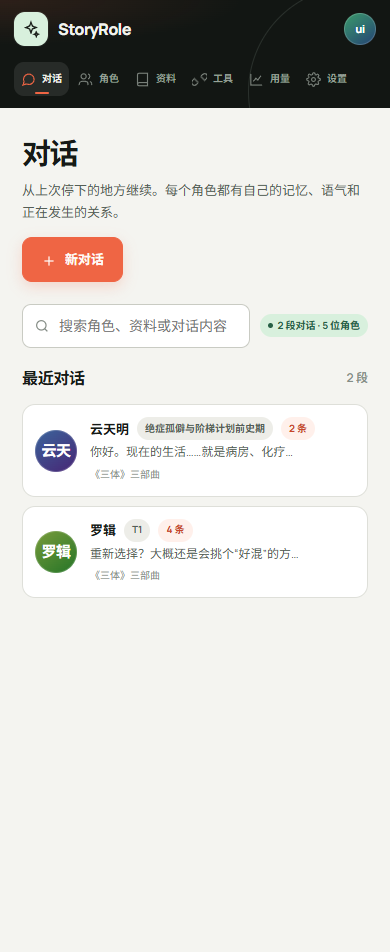 StoryRole
ui
对话 角色 资料 工具 用量 设置
对话
从上次停下的地方继续。每个角色都有自己的记忆、语气和
正在发生的关系。
+ 新对话
搜索角色、资料或对话内容
2 段对话 · 5 位角色
最近对话
2 段
云天
云天明 绝症孤僻与阶梯计划前史期 2 条
你好。现在的生活……就是病房、化疗…
《三体》三部曲
罗辑
罗辑 T1 4 条
重新选择？大概还是会挑个“好混”的方…
《三体》三部曲